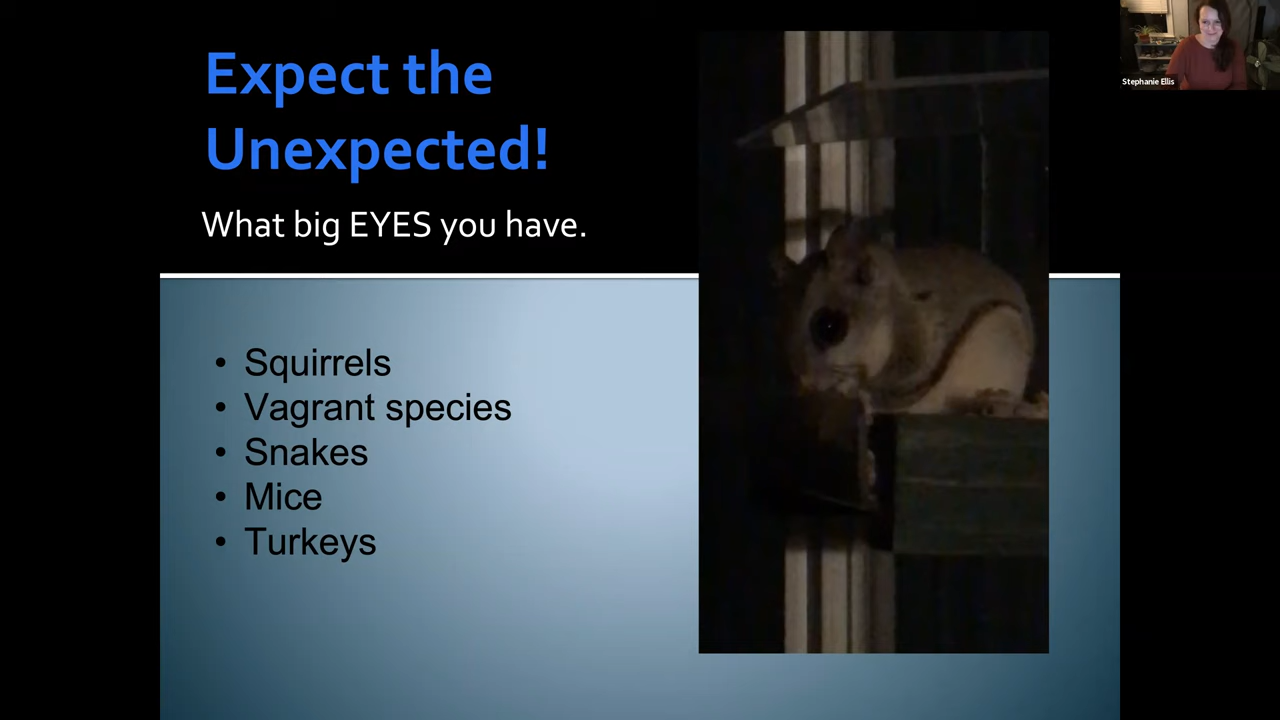 Expect the
Unexpected!
What big EYES you have.
• Squirrels
• Vagrant species
• Snakes
• Mice
• Turkeys
Stephanie Ellis